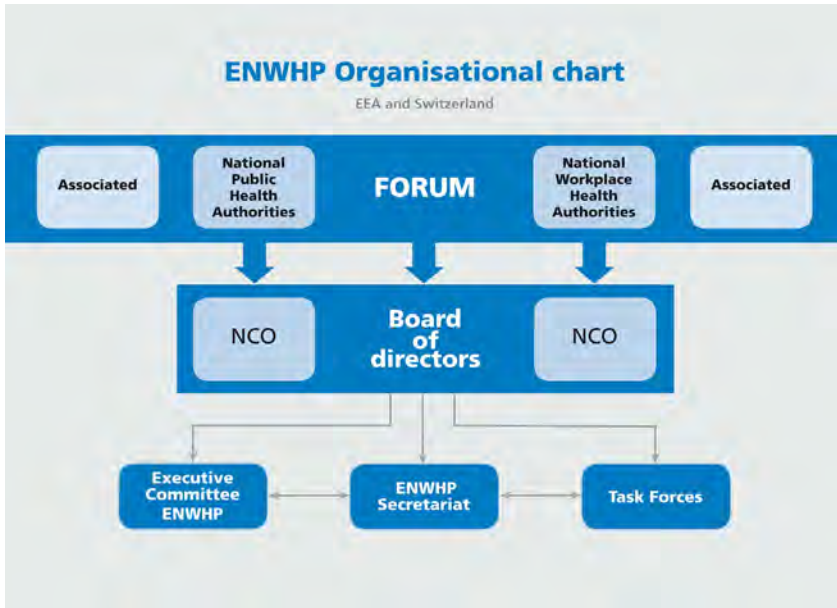 ENWHP Organisational chart
EEA and Switzerland
Associated
National
Public
Health
Authorities
FORUM
National
Workplace
Health
Authorities
Associated
NCO
Board
of
directors
NCO
Executive
Committee
ENWHP
ENWHP
Secretariat
Task Forces